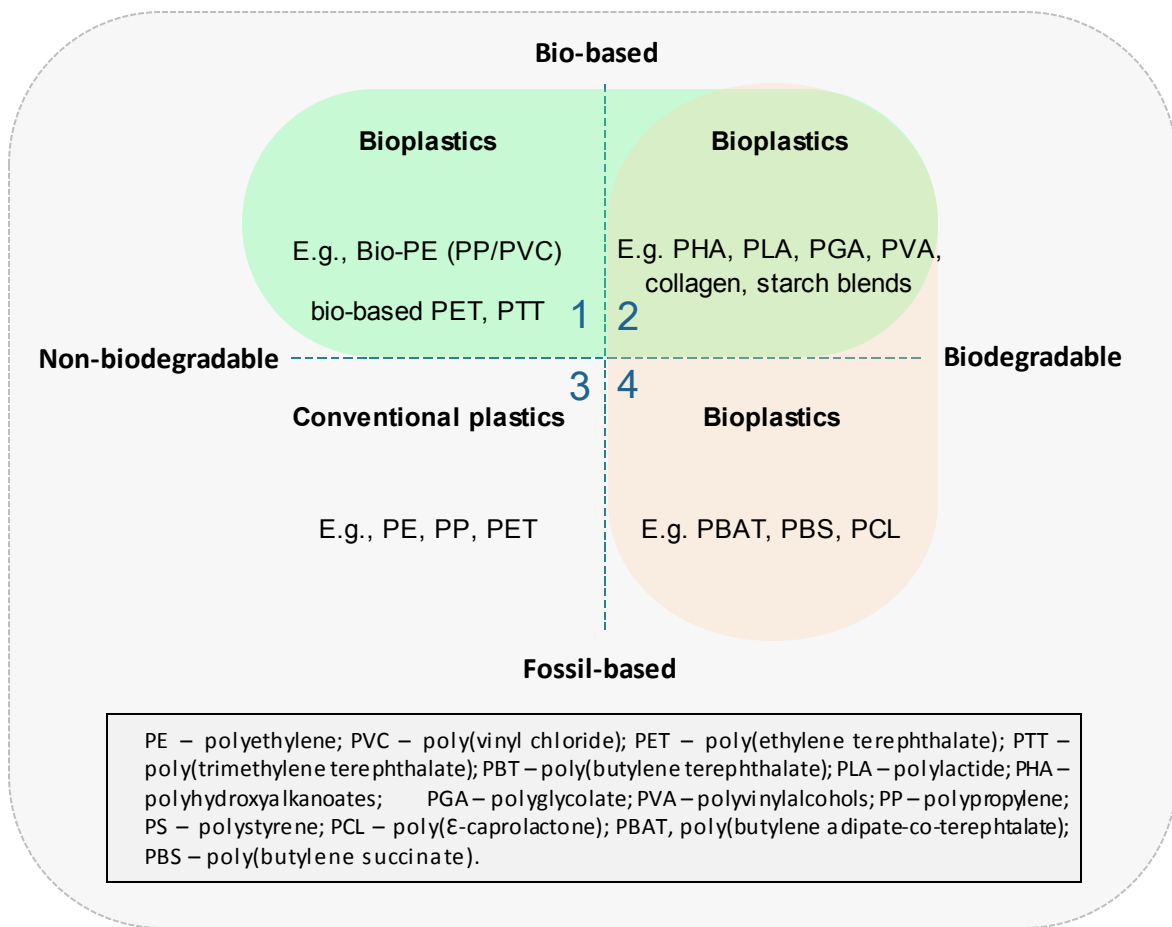 Bio-based
Bioplastics
E.g., Bio-PE (PP/PVC)
bio-based PET, PTT
1
Bioplastics
E.g. PHA, PLA, PGA, PVA,
collagen, starch blends
2
Non-biodegradable
Biodegradable
3
Conventional plastics
E.g., PE, PP, PET
4
Bioplastics
E.g. PBAT, PBS, PCL
Fossil-based
PE – polyethylene; PVC – poly(vinyl chloride); PET – poly(ethylene terephthalate); PTT –
poly(trimethylene terephthalate); PBT – poly(butylene terephthalate); PLA – polylactide; PHA –
polyhydroxyalkanoates; PGA – polyglycolate; PVA – polyvinylalcohols; PP – polypropylene;
PS – polystyrene; PCL – poly(Ɛ-caprolactone); PBAT, poly(butylene adipate-co-terephtalate);
PBS – poly(butylene succinate).